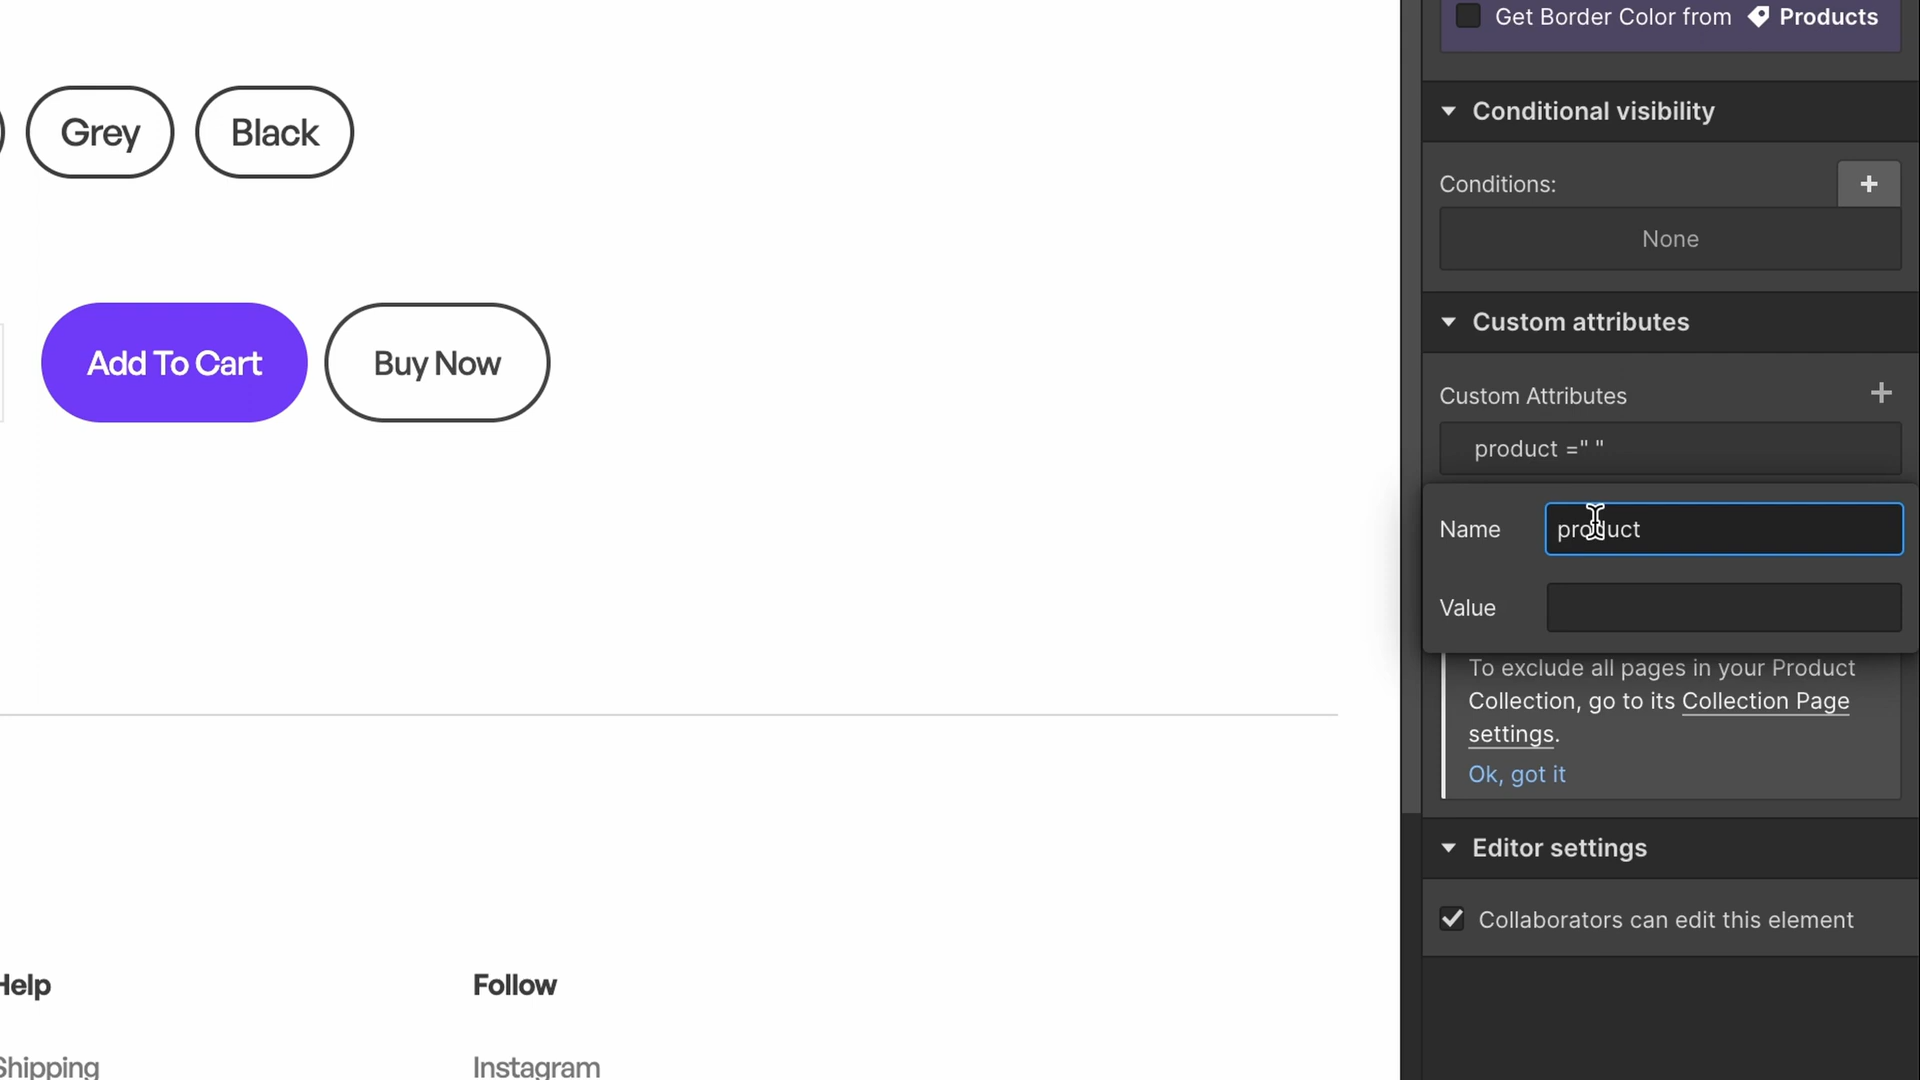 Get Border Color from Products
Grey
Black
Add To Cart
Buy Now
Help
Shipping
Follow
Instagram
Conditional visibility
Conditions:
+
None
Custom attributes
Custom Attributes +
product =" "
Name product
Value
To exclude all pages in your Product
Collection, go to its Collection Page
settings.
Ok, got it
Editor settings
Collaborators can edit this element